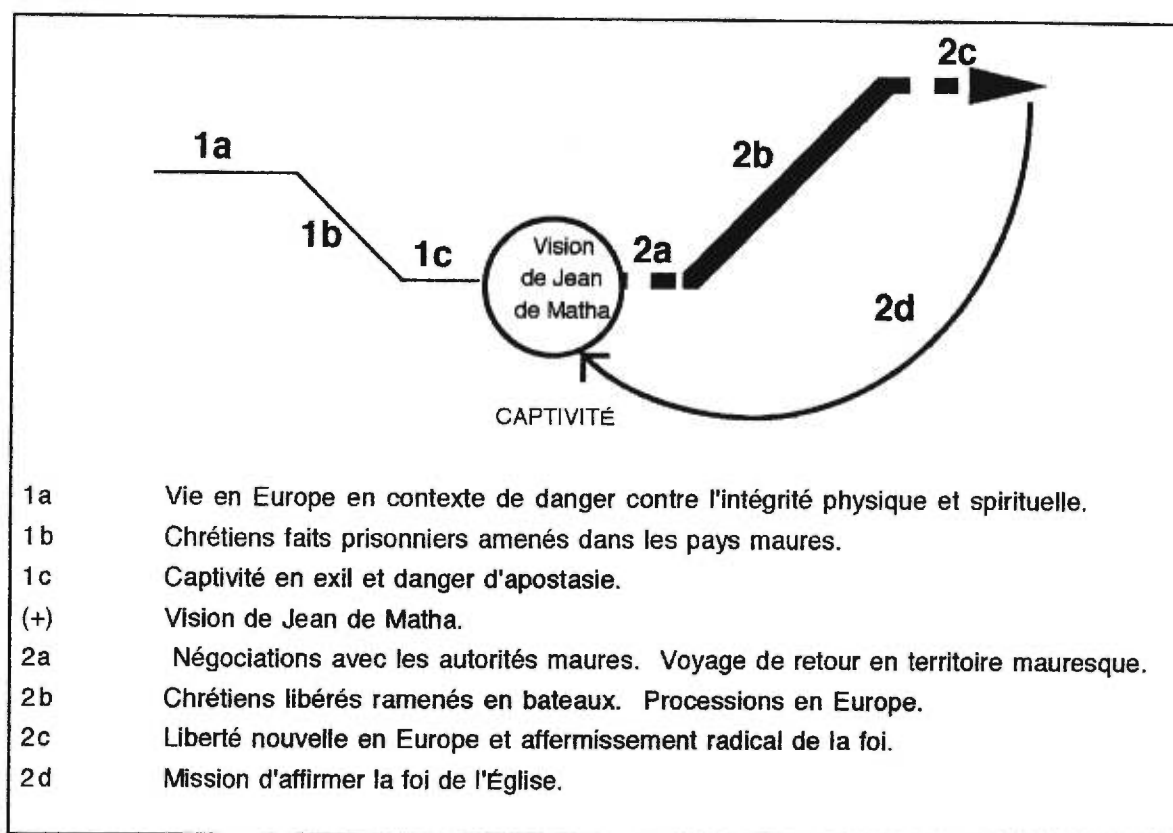 2c
1a
2b
1b
1c
2a
Vision
de Jean
de Matha
2d
CAPTIVITÉ
1a Vie en Europe en contexte de danger contre l'intégrité physique et spirituelle.
1b Chrétiens faits prisonniers amenés dans les pays maures.
1c Captivité en exil et danger d'apostasie.
(+) Vision de Jean de Matha.
2a Négociations avec les autorités maures. Voyage de retour en territoire mauresque.
2b Chrétiens libérés ramenés en bateaux. Processions en Europe.
2c Liberté nouvelle en Europe et affermissement radical de la foi.
2d Mission d'affirmer la foi de l'Église.